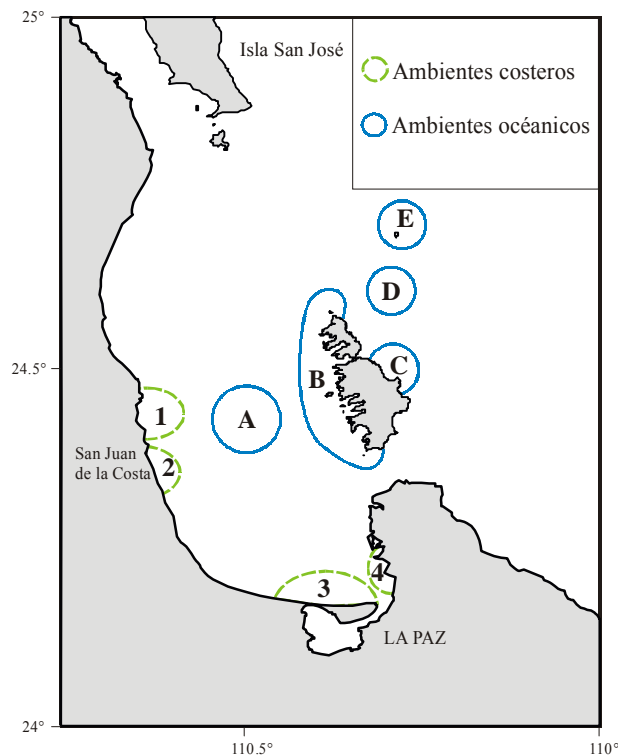 25°
Isla San José
Ambientes costeros
Ambientes océanicos
E
D
C
B
24.5°
A
1
San Juan
de la Costa
2
4
3
LA PAZ
24°
110.5°
110°